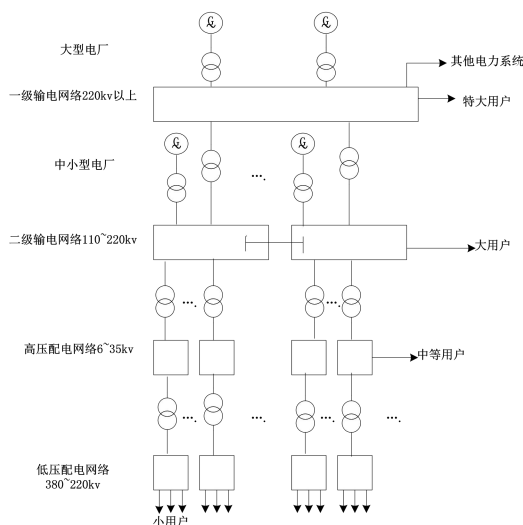 大型电厂
其他电力系统
一级输电网络220kv以上
特大用户
中小型电厂
....
二级输电网络110~220kv
大用户
....
....
高压配电网络6~35kv
中等用户
....
....
....
低压配电网络
380~220kv
小用户